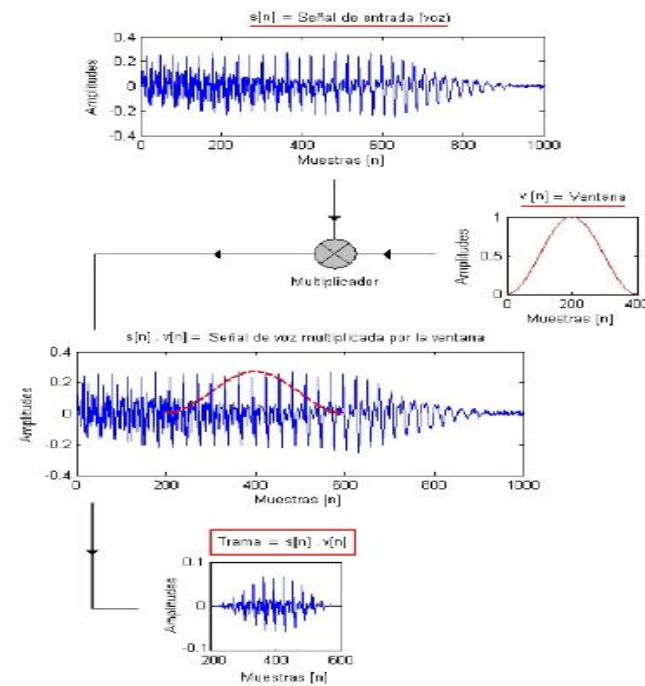 s[n] = Señal de entrada (voz)
0.4
0.2
0
-0.2
-0.4
Amplitudes
0 200 400 600 800 1000
Muestras [n]
v[n] = Ventana
1
0.5
0
Amplitudes
0 200 400
Muestras [n]
Multiplicador
s[n] . v[n] = Señal de voz multiplicada por la ventana
0.4
0.2
0
-0.2
-0.4
Amplitudes
0 200 400 600 800 1000
Muestras [n]
Trama = s[n] . v[n]
0.1
0
-0.1
Amplitudes
200 400 600
Muestras [n]